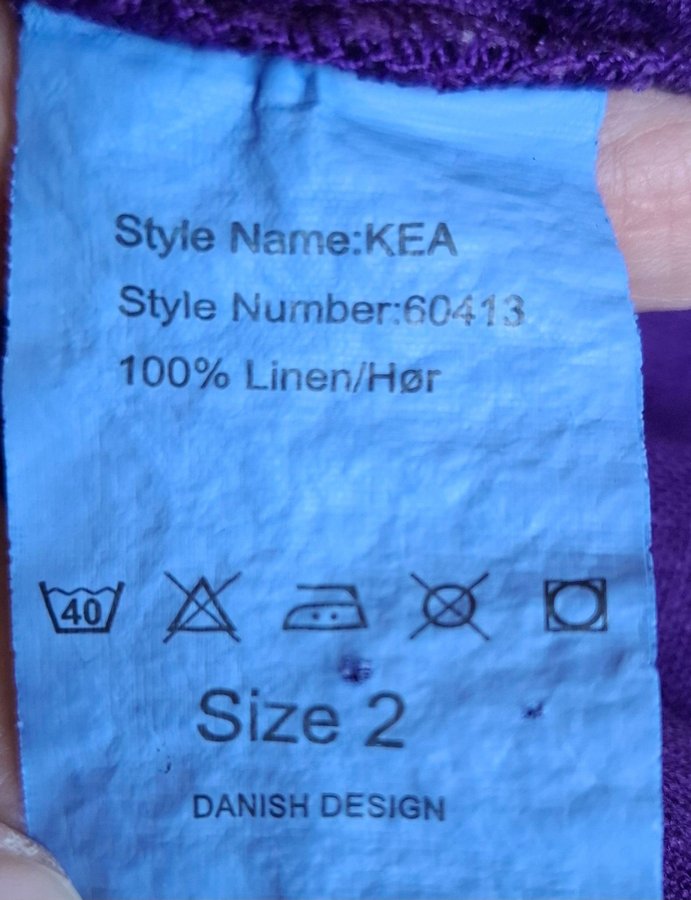 Style Name:KEA
Style Number:60413
100% Linen/Hør
40
Size 2
DANISH DESIGN